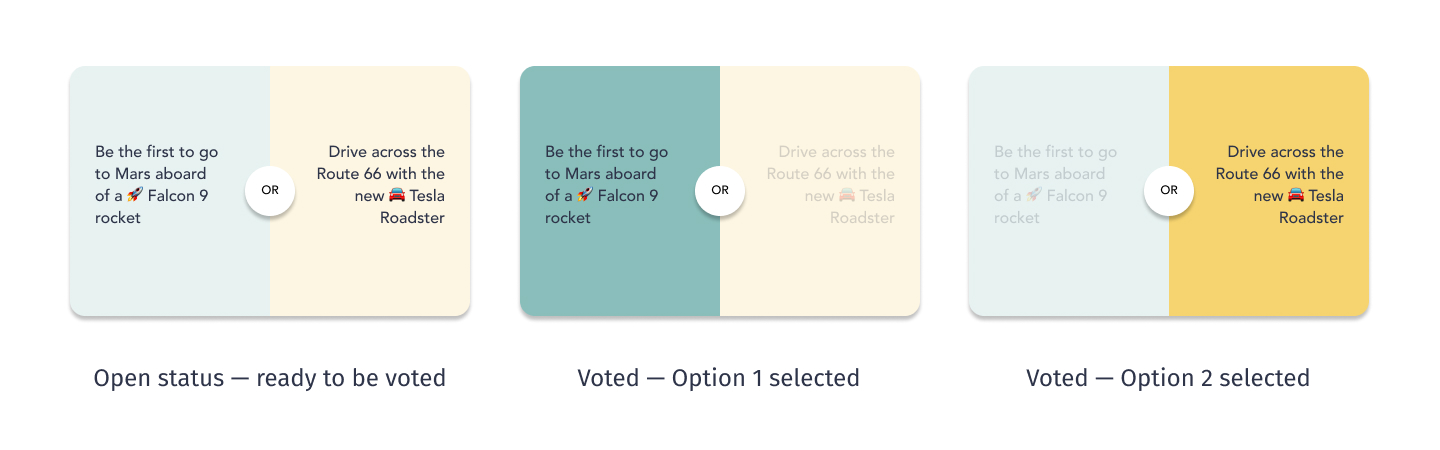 Be the first to go
to Mars aboard
of a 🚀 Falcon 9
rocket
OR
Drive across the
Route 66 with the
new 🚘 Tesla
Roadster
Open status — ready to be voted
Be the first to go
to Mars aboard
of a 🚀 Falcon 9
rocket
OR
Drive across the
Route 66 with the
new 🚘 Tesla
Roadster
Voted — Option 1 selected
Be the first to go
to Mars aboard
of a 🚀 Falcon 9
rocket
OR
Drive across the
Route 66 with the
new 🚘 Tesla
Roadster
Voted — Option 2 selected